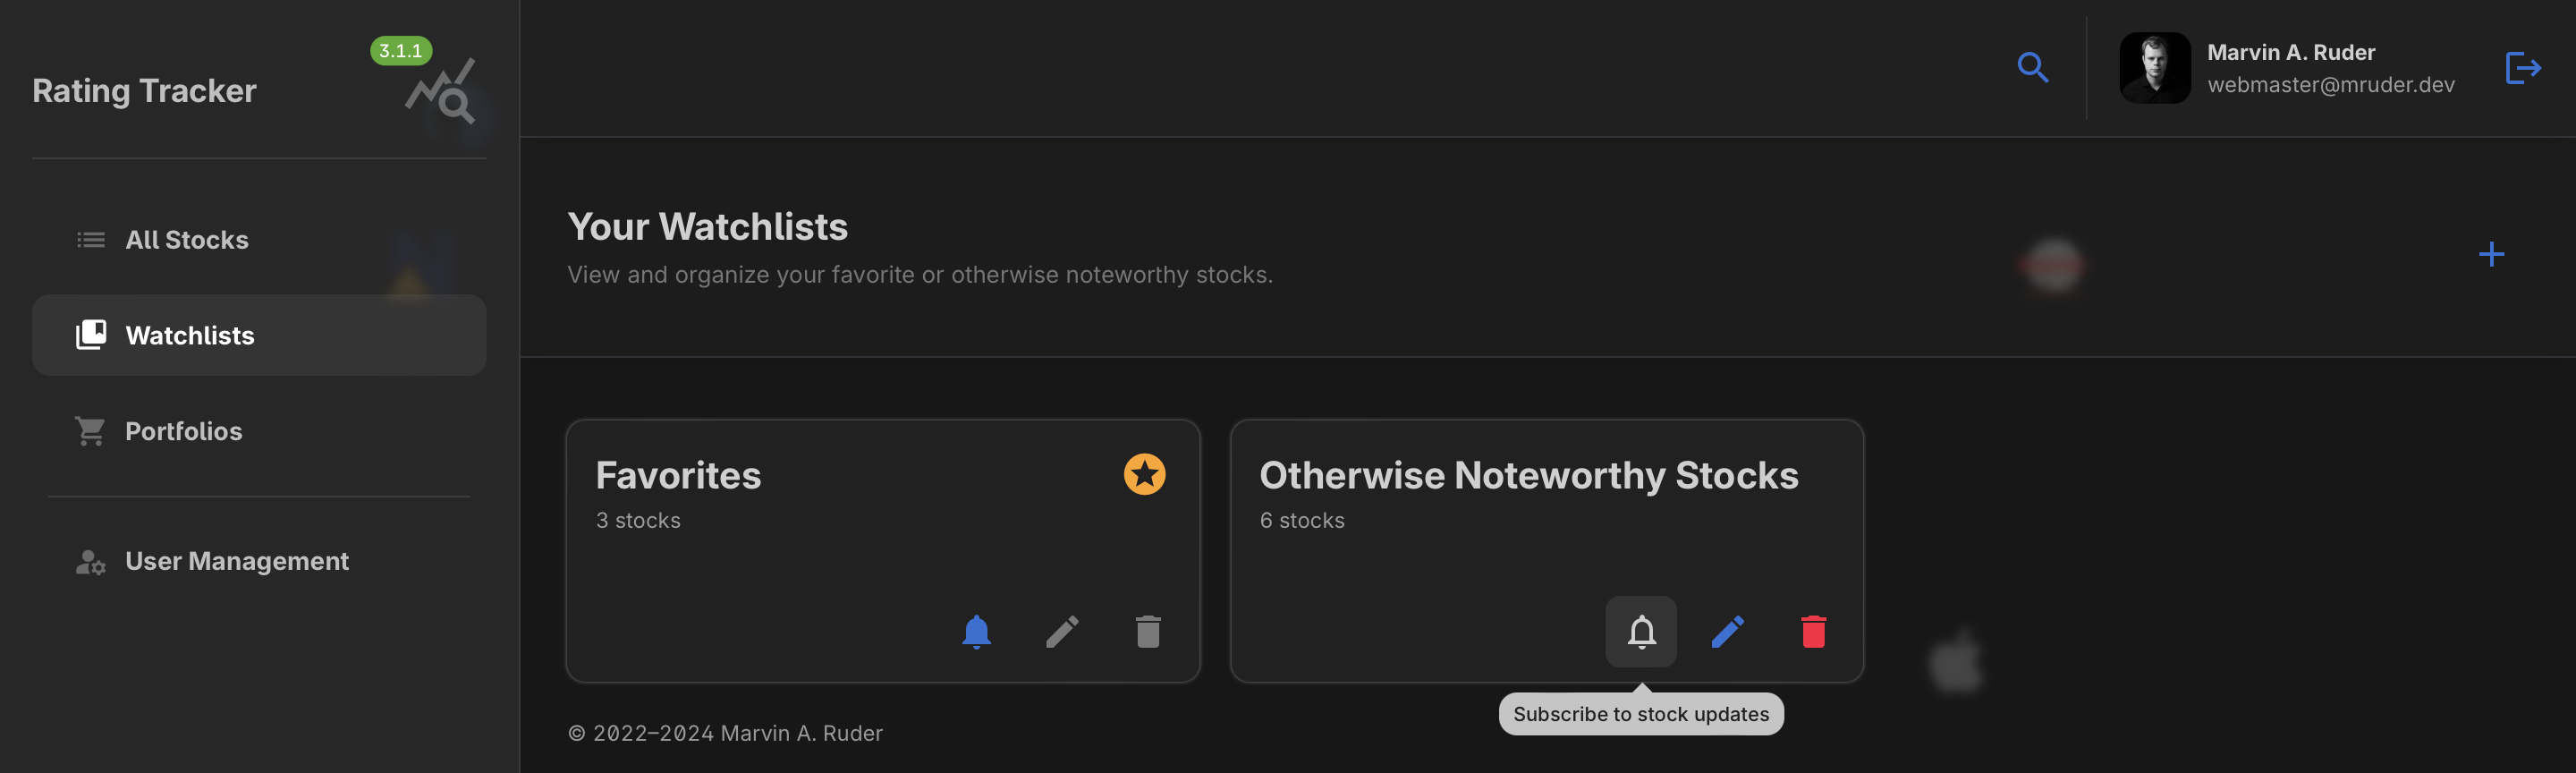 Rating Tracker
3.1.1
All Stocks
Watchlists
Portfolios
User Management
Marvin A. Ruder
webmaster@mruder.dev
Your Watchlists
View and organize your favorite or otherwise noteworthy stocks.
Favorites
3 stocks
Otherwise Noteworthy Stocks
6 stocks
Subscribe to stock updates
© 2022–2024 Marvin A. Ruder